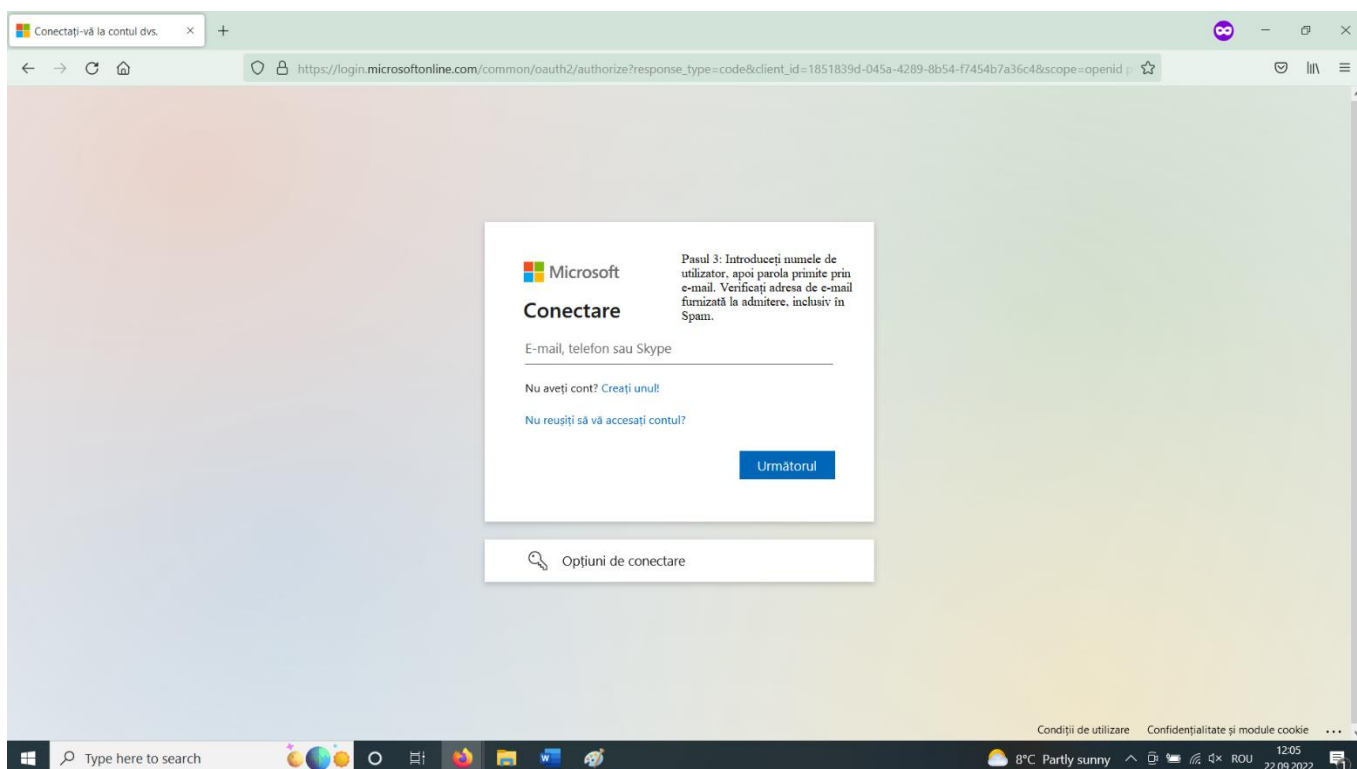 Conectați-vă la contul dvs.
https://login.microsoftonline.com/common/oauth2/authorize?response_type=code&client_id=1851839d-045a-4289-8b54-f7454b7a36c4&scope=openid p
Microsoft
Pasul 3: Introduceți numele de
utilizator, apoi parola primite prin
e-mail. Verificați adresa de e-mail
furnizată la admitere, inclusiv în
Spam.
Conectare
E-mail, telefon sau Skype
Nu aveți cont? Creați unul!
Nu reușiți să vă accesați contul?
Următorul
Opțiuni de conectare
Condiții de utilizare Confidențialitate și module cookie ...
Type here to search
8°C Partly sunny
ROU
12:05
22.09.2022
1